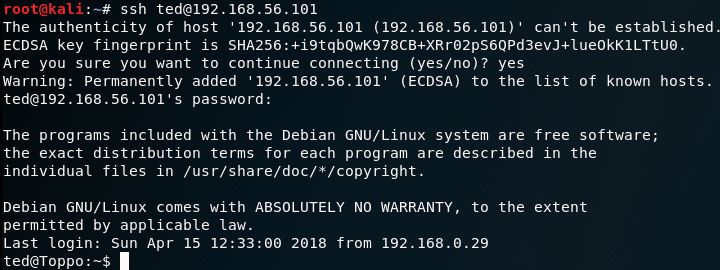 root@kali:~# ssh ted@192.168.56.101
The authenticity of host '192.168.56.101 (192.168.56.101)' can't be established.
ECDSA key fingerprint is SHA256:+i9tqbQwK978CB+XRr02pS6QPd3evJ+lueOkK1LTtU0.
Are you sure you want to continue connecting (yes/no)? yes
Warning: Permanently added '192.168.56.101' (ECDSA) to the list of known hosts.
ted@192.168.56.101's password:
The programs included with the Debian GNU/Linux system are free software;
the exact distribution terms for each program are described in the
individual files in /usr/share/doc/*/copyright.
Debian GNU/Linux comes with ABSOLUTELY NO WARRANTY, to the extent
permitted by applicable law.
Last login: Sun Apr 15 12:33:00 2018 from 192.168.0.29
ted@Toppo:~$